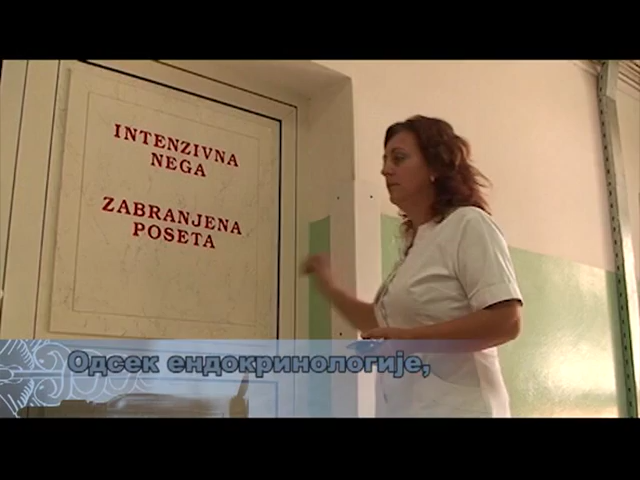 INTENZIVNA
NEGA
ZABRANJENA
POSETA
Одсек ендокринологије,